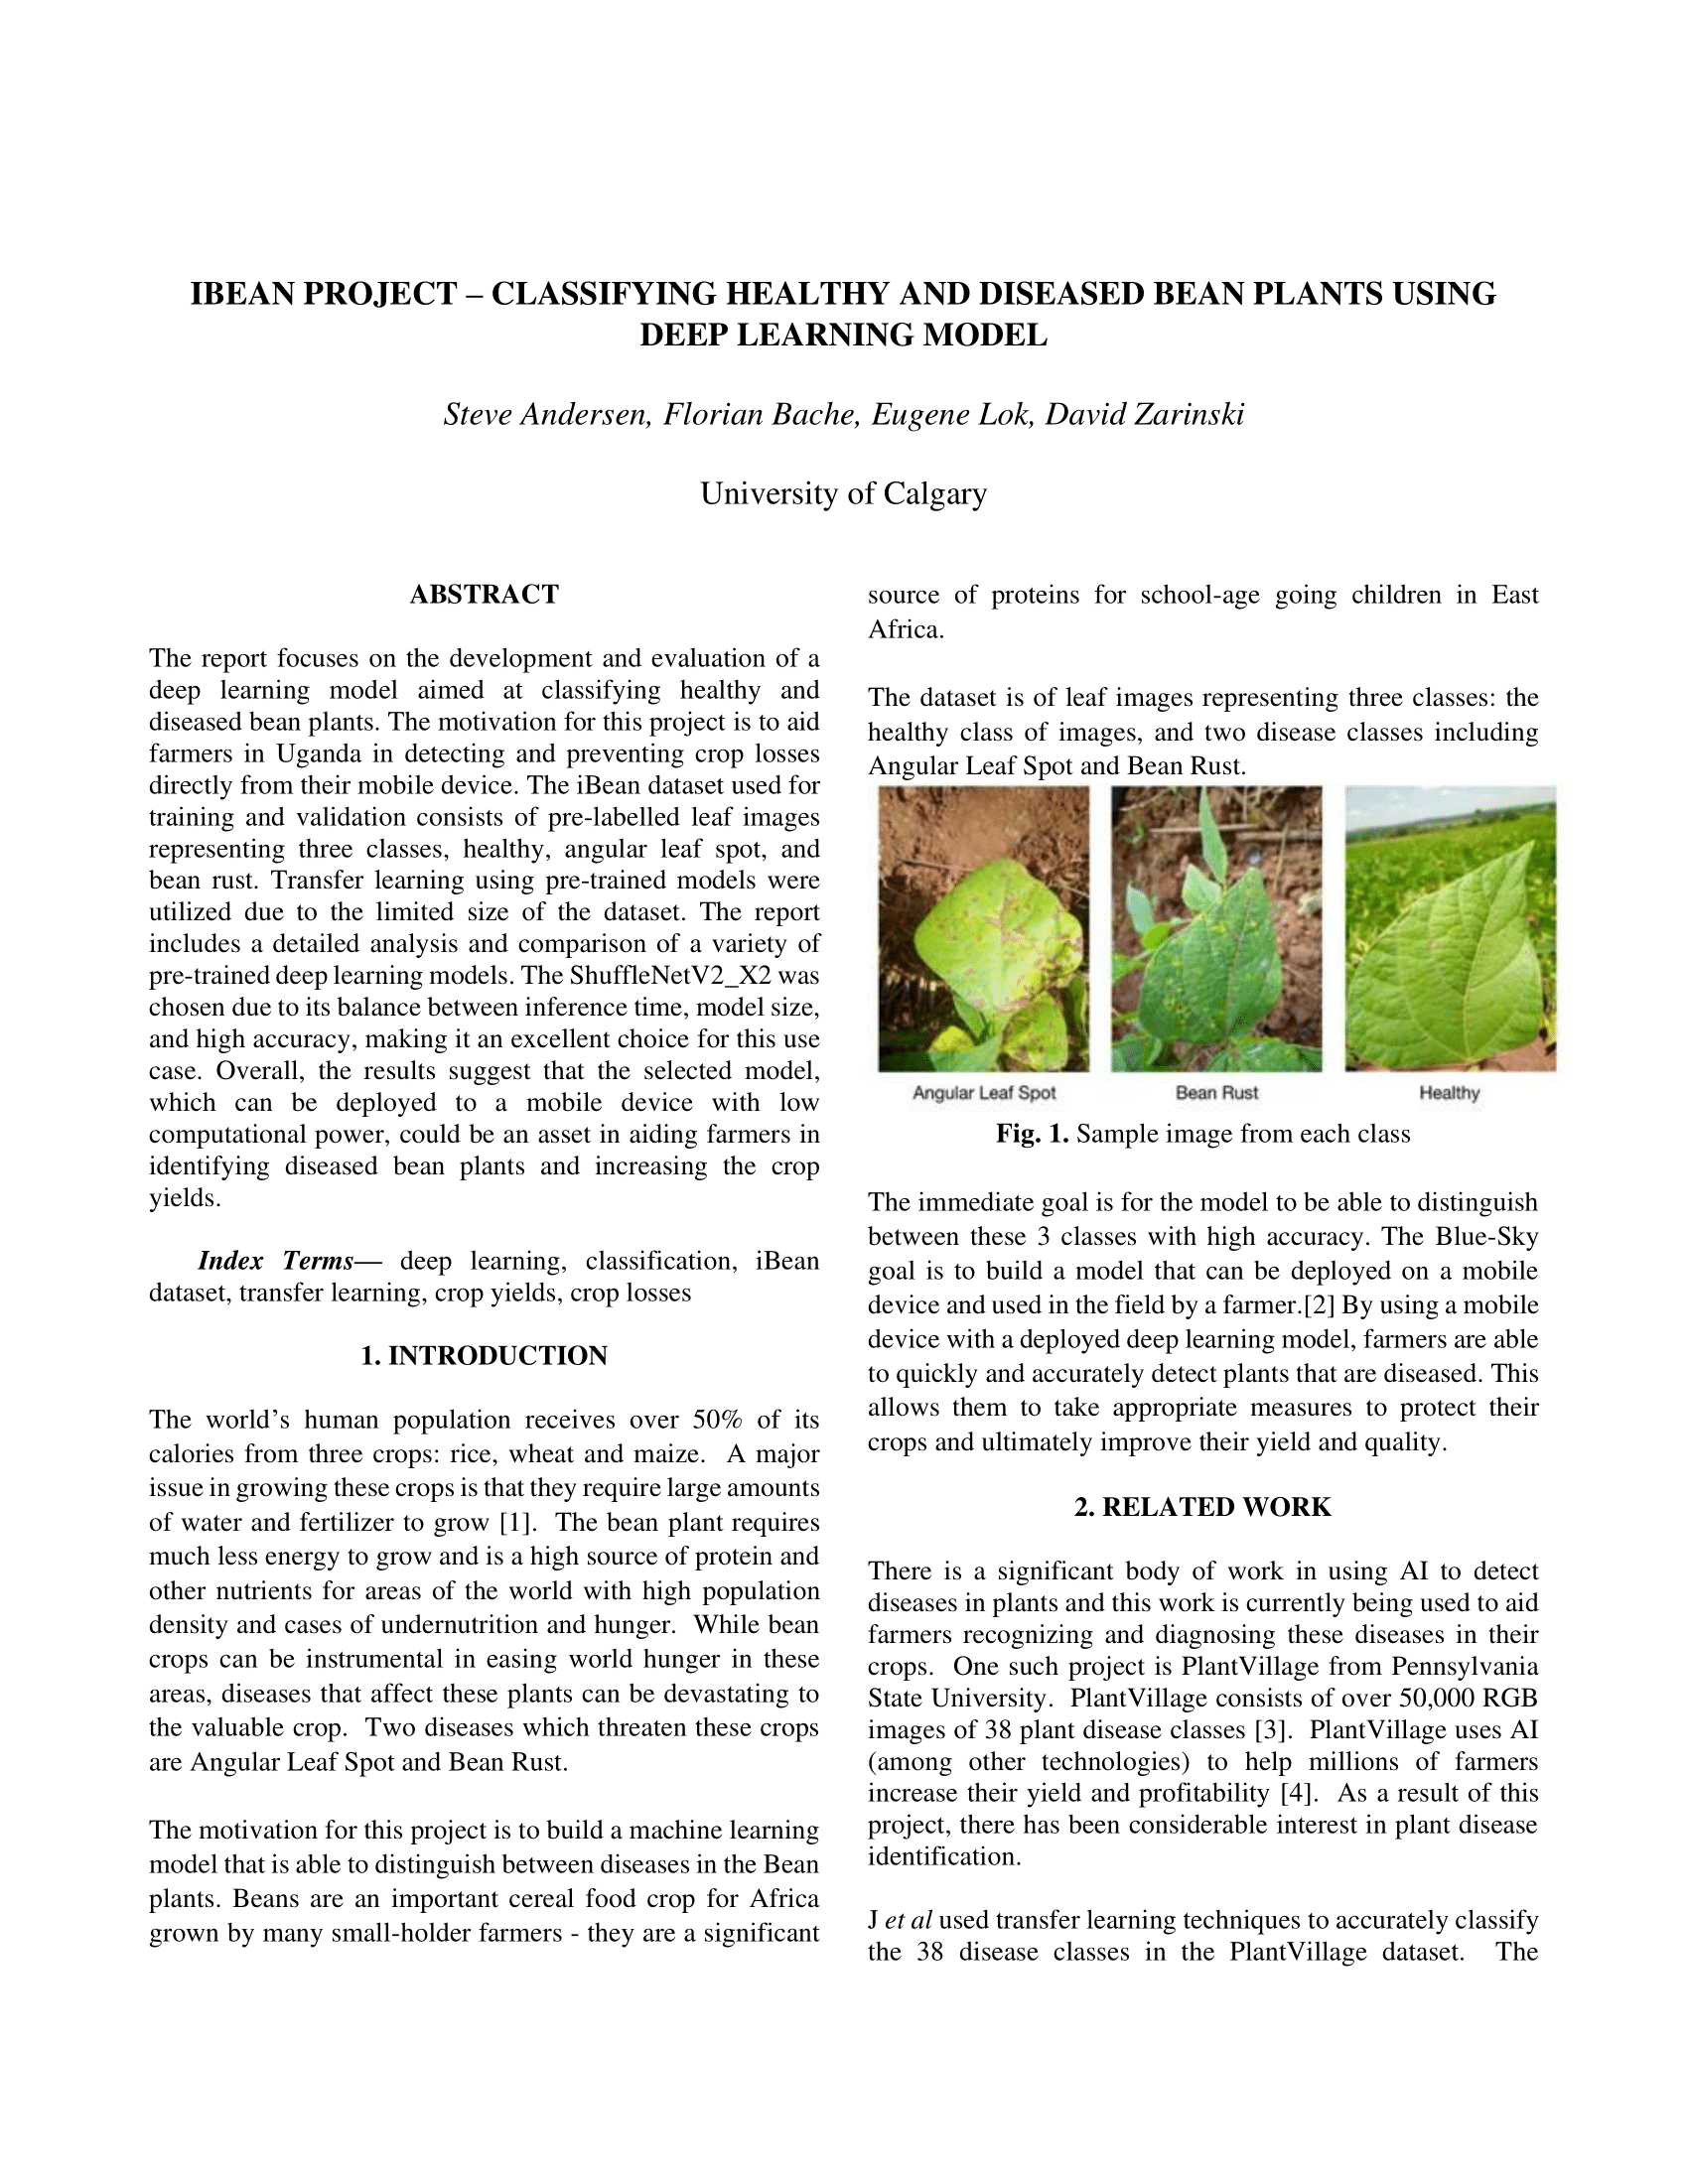 IBEAN PROJECT – CLASSIFYING HEALTHY AND DISEASED BEAN PLANTS USING
DEEP LEARNING MODEL
Steve Andersen, Florian Bache, Eugene Lok, David Zarinski
University of Calgary
ABSTRACT
The report focuses on the development and evaluation of a
deep learning model aimed at classifying healthy and
diseased bean plants. The motivation for this project is to aid
farmers in Uganda in detecting and preventing crop losses
directly from their mobile device. The iBean dataset used for
training and validation consists of pre-labelled leaf images
representing three classes, healthy, angular leaf spot, and
bean rust. Transfer learning using pre-trained models were
utilized due to the limited size of the dataset. The report
includes a detailed analysis and comparison of a variety of
pre-trained deep learning models. The ShuffleNetV2_X2 was
chosen due to its balance between inference time, model size,
and high accuracy, making it an excellent choice for this use
case. Overall, the results suggest that the selected model,
which can be deployed to a mobile device with low
computational power, could be an asset in aiding farmers in
identifying diseased bean plants and increasing the crop
yields.
Index Terms— deep learning, classification, iBean
dataset, transfer learning, crop yields, crop losses
1. INTRODUCTION
The world's human population receives over 50% of its
calories from three crops: rice, wheat and maize. A major
issue in growing these crops is that they require large amounts
of water and fertilizer to grow [1]. The bean plant requires
much less energy to grow and is a high source of protein and
other nutrients for areas of the world with high population
density and cases of undernutrition and hunger. While bean
crops can be instrumental in easing world hunger in these
areas, diseases that affect these plants can be devastating to
the valuable crop. Two diseases which threaten these crops
are Angular Leaf Spot and Bean Rust.
The motivation for this project is to build a machine learning
model that is able to distinguish between diseases in the Bean
plants. Beans are an important cereal food crop for Africa
grown by many small-holder farmers - they are a significant
source of proteins for school-age going children in East
Africa.
The dataset is of leaf images representing three classes: the
healthy class of images, and two disease classes including
Angular Leaf Spot and Bean Rust.
Angular Leaf Spot Bean Rust Healthy
Fig. 1. Sample image from each class
The immediate goal is for the model to be able to distinguish
between these 3 classes with high accuracy. The Blue-Sky
goal is to build a model that can be deployed on a mobile
device and used in the field by a farmer.[2] By using a mobile
device with a deployed deep learning model, farmers are able
to quickly and accurately detect plants that are diseased. This
allows them to take appropriate measures to protect their
crops and ultimately improve their yield and quality.
2. RELATED WORK
There is a significant body of work in using AI to detect
diseases in plants and this work is currently being used to aid
farmers recognizing and diagnosing these diseases in their
crops. One such project is PlantVillage from Pennsylvania
State University. PlantVillage consists of over 50,000 RGB
images of 38 plant disease classes [3]. PlantVillage uses AI
(among other technologies) to help millions of farmers
increase their yield and profitability [4]. As a result of this
project, there has been considerable interest in plant disease
identification.
J et al used transfer learning techniques to accurately classify
the 38 disease classes in the PlantVillage dataset. The